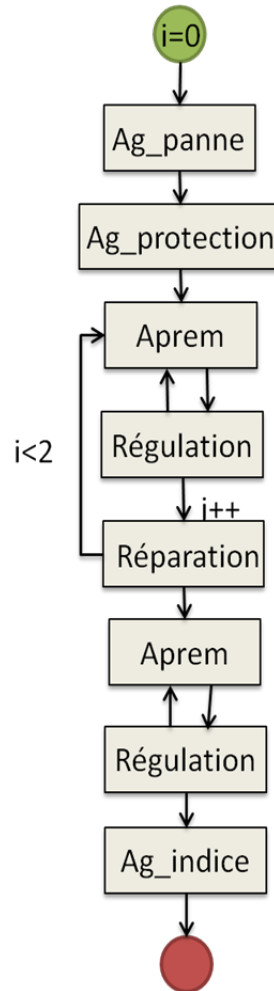 i=0
Ag_panne
Ag_protection
Aprem
Régulation
i<2
i++
Réparation
Aprem
Régulation
Ag_indice